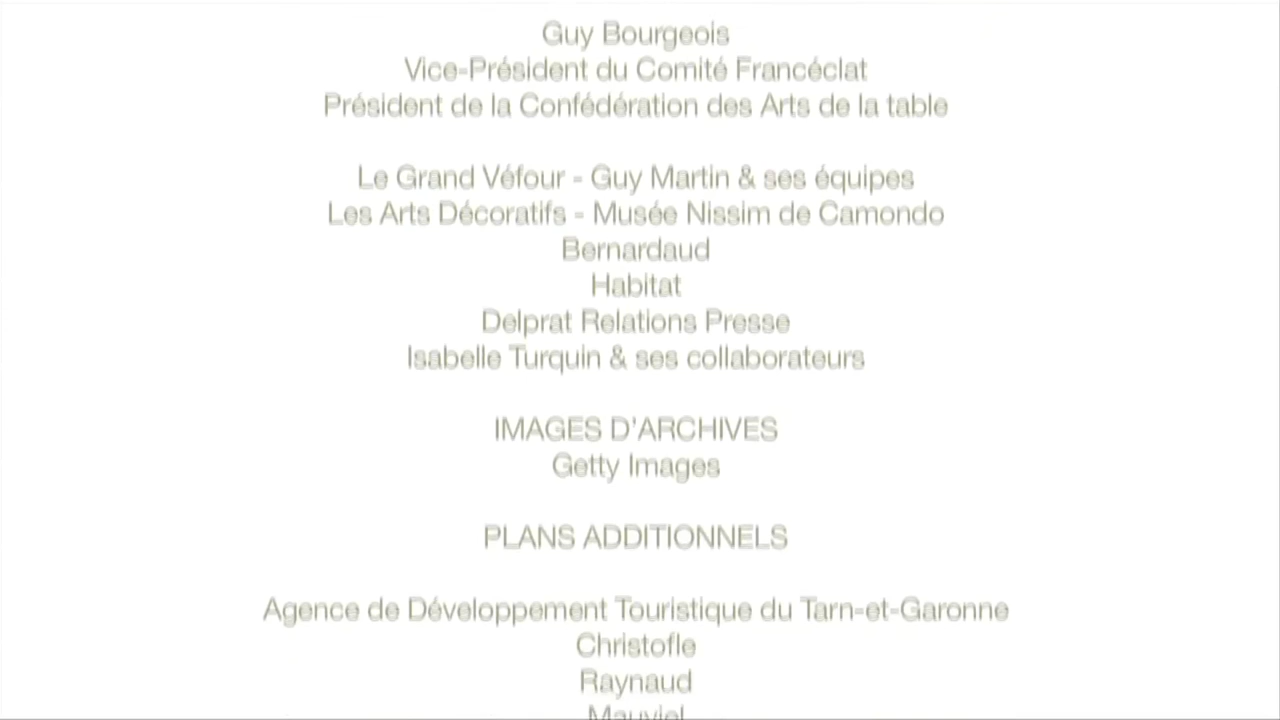 Guy Bourgeois
Vice-Président du Comité Francéclat
Président de la Confédération des Arts de la table
Le Grand Véfour - Guy Martin & ses équipes
Les Arts Décoratifs - Musée Nissim de Camondo
Bernardaud
Habitat
Delprat Relations Presse
Isabelle Turquin & ses collaborateurs
IMAGES D'ARCHIVES
Getty Images
PLANS ADDITIONNELS
Agence de Développement Touristique du Tarn-et-Garonne
Christofle
Raynaud
Mauviel